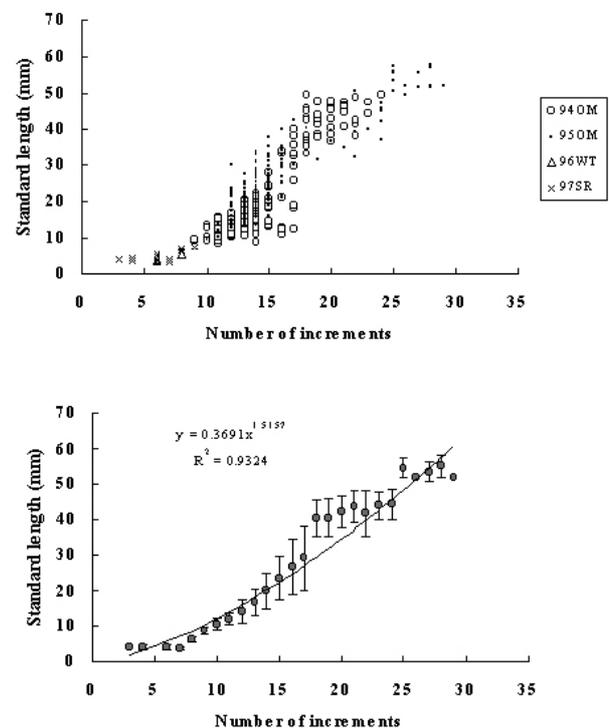 70
60
50
40
30
20
10
0
Standard length (mm)
0 5 10 15 20 25 30 35
Number of increments
94OM
95OM
96WT
97SR
70
60
50
40
30
20
10
0
Standard length (mm)
y = 0.3691x^1.5157
R² = 0.9324
0 5 10 15 20 25 30 35
Number of increments